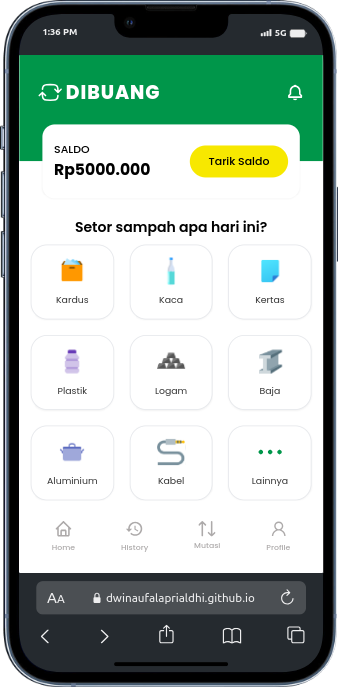 1:36 PM 5G
DIBUANG
SALDO
Rp5000.000
Tarik Saldo
Setor sampah apa hari ini?
Kardus Kaca Kertas
Plastik Logam Baja
Aluminium Kabel Lainnya
Home History Mutasi Profile
AA dwinaufalaprialdhi.github.io